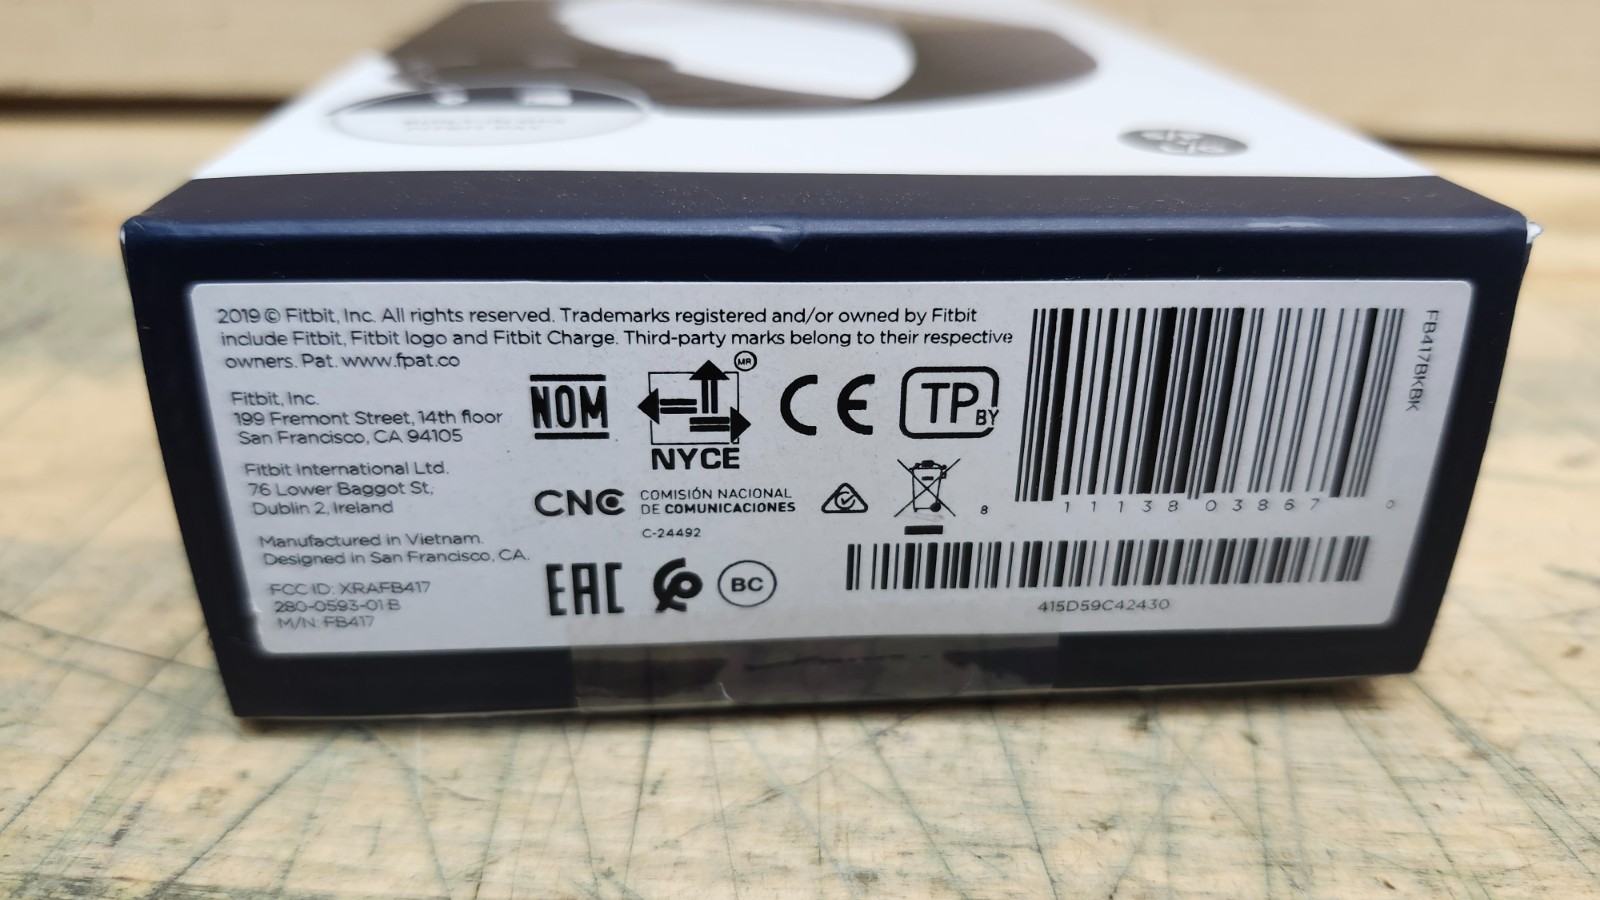 2019 © Fitbit, Inc. All rights reserved. Trademarks registered and/or owned by Fitbit
include Fitbit, Fitbit logo and Fitbit Charge. Third-party marks belong to their respective
owners. Pat. www.fpat.co
Fitbit, Inc.
199 Fremont Street, 14th floor
San Francisco, CA 94105
Fitbit International Ltd.
76 Lower Baggot St,
Dublin 2, Ireland
Manufactured in Vietnam.
Designed in San Francisco, CA.
FCC ID: XRAFB417
280-0593-01 B
M/N: FB417
NOM
MR
NYCE
CE
TP BY
CNC COMISIÓN NACIONAL
DE COMUNICACIONES
C-24492
EAC
BC
8 11138 03867 0
FB417BKBK
415D59C42430